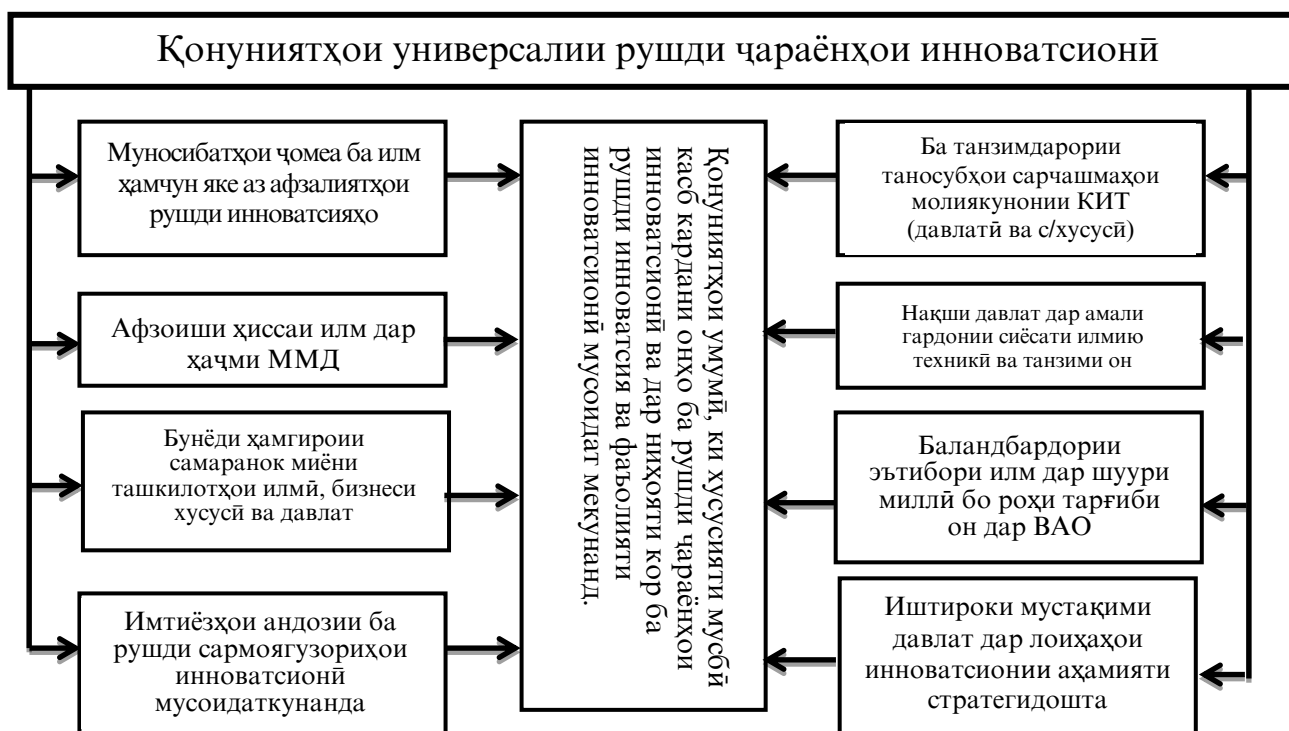 Қонуниятҳои универсалии рушди ҷараёнҳои инноватсионӣ
Муносибатҳои ҷомеа ба илм
ҳамчун яке аз афзалиятҳои
рушди инноватсияҳо
Афзоиши ҳиссаи илм дар
ҳаҷми ММД
Бунёди ҳамгироии
самаранок миёни
ташкилотҳои илмӣ, бизнеси
хусусӣ ва давлат
Имтиёзҳои андозии ба
рушди сармоягузориҳои
инноватсионӣ
мусоидаткунанда
Қонуниятҳои умумӣ, ки хусусияти мусбӣ
касб кардани онҳо ба рушди ҷараёнҳои
инноватсионӣ ва дар ниҳояти кор ба
рушди инноватсия ва фаъолияти
инноватсионӣ мусоидат мекунанд.
Ба танзимдарории
таносубҳои сарчашмаҳои
молиякунонии КИТ
(давлатӣ ва с/хусусӣ)
Нақши давлат дар амали
гардонии сиёсати илмию
техникӣ ва танзими он
Баландбардории
эътибори илм дар шуури
миллӣ бо роҳи тарғиби
он дар ВАО
Иштироки мустақими
давлат дар лоиҳаҳои
инноватсионии аҳамияти
стратегидошта